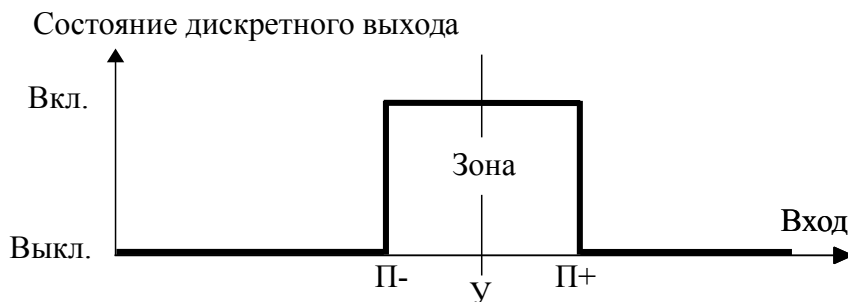 Состояние дискретного выхода
Вкл.
Зона
Вход
Выкл.
П-
П+
У